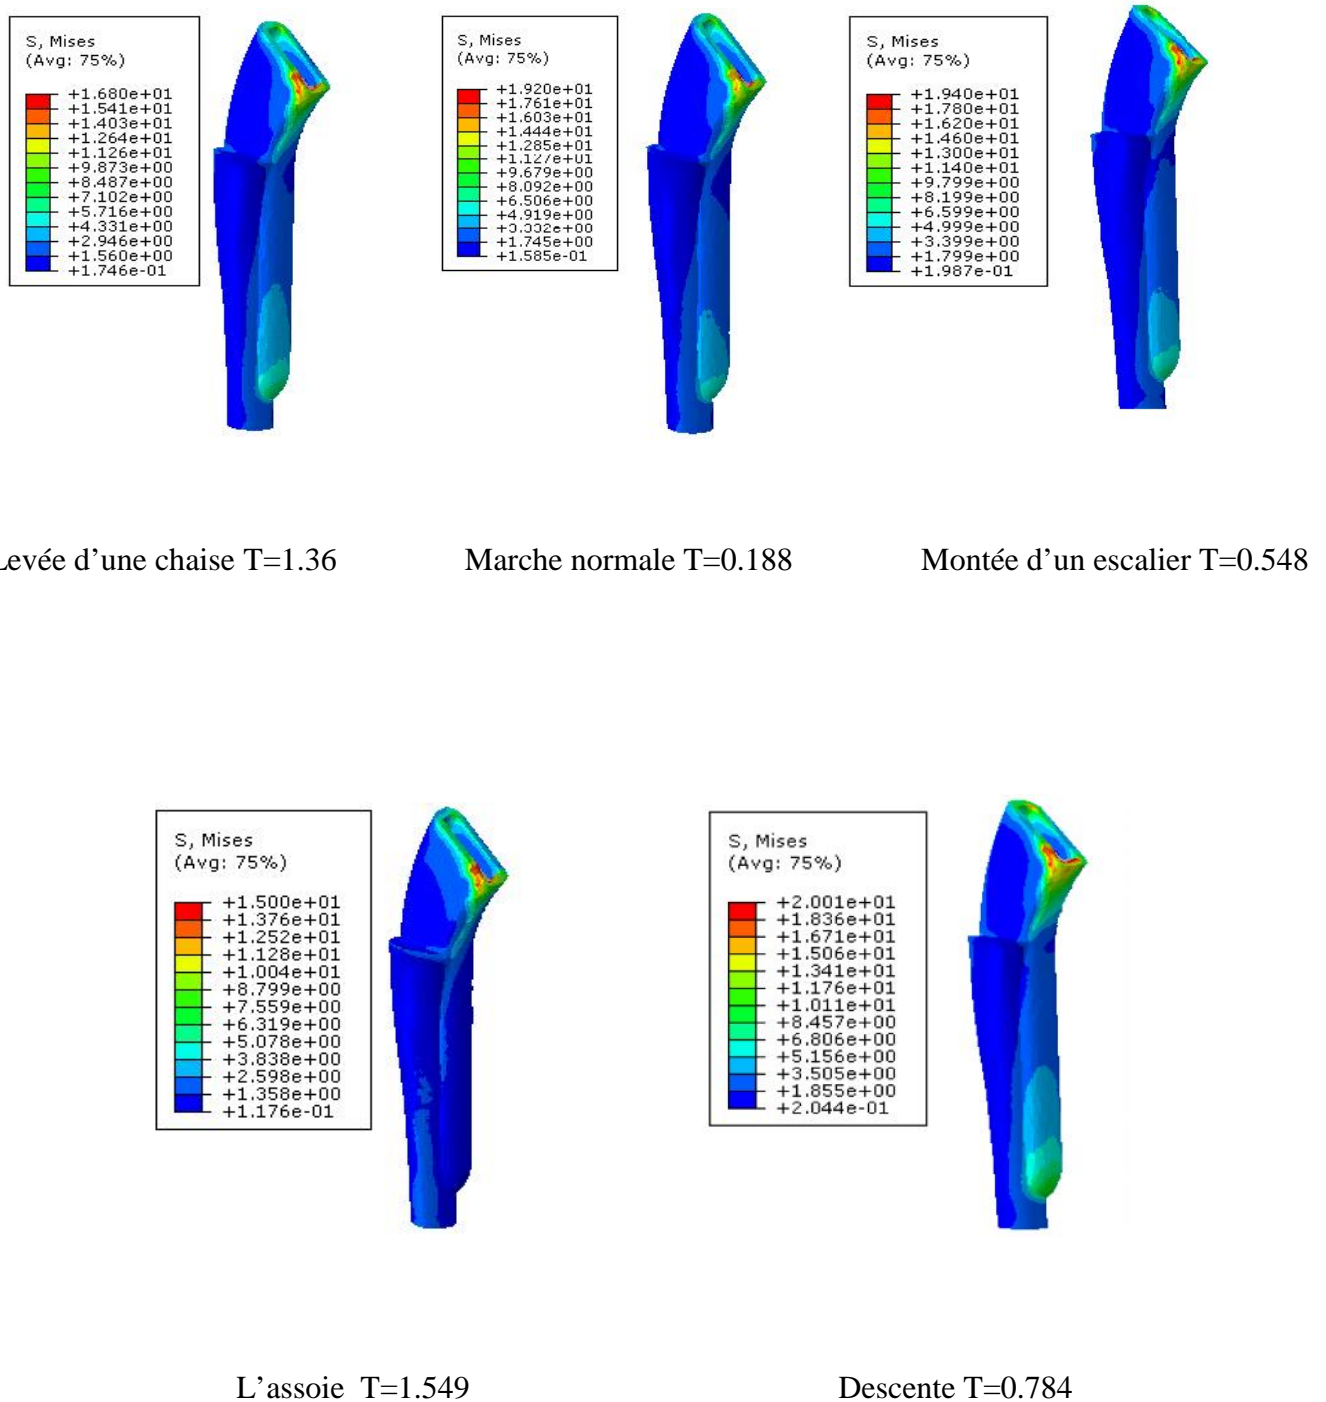 S, Mises
(Avg: 75%)
+1.680e+01
+1.541e+01
+1.403e+01
+1.264e+01
+1.126e+01
+9.873e+00
+8.487e+00
+7.102e+00
+5.716e+00
+4.331e+00
+2.946e+00
+1.560e+00
+1.746e-01
S, Mises
(Avg: 75%)
+1.920e+01
+1.761e+01
+1.603e+01
+1.444e+01
+1.285e+01
+1.127e+01
+9.679e+00
+8.092e+00
+6.506e+00
+4.919e+00
+3.332e+00
+1.745e+00
+1.585e-01
S, Mises
(Avg: 75%)
+1.940e+01
+1.780e+01
+1.620e+01
+1.460e+01
+1.300e+01
+1.140e+01
+9.799e+00
+8.199e+00
+6.599e+00
+4.999e+00
+3.399e+00
+1.799e+00
+1.987e-01
Levée d’une chaise T=1.36
Marche normale T=0.188
Montée d’un escalier T=0.548
S, Mises
(Avg: 75%)
+1.500e+01
+1.376e+01
+1.252e+01
+1.128e+01
+1.004e+01
+8.799e+00
+7.559e+00
+6.319e+00
+5.078e+00
+3.838e+00
+2.598e+00
+1.358e+00
+1.176e-01
S, Mises
(Avg: 75%)
+2.001e+01
+1.836e+01
+1.671e+01
+1.506e+01
+1.341e+01
+1.176e+01
+1.011e+01
+8.457e+00
+6.806e+00
+5.156e+00
+3.505e+00
+1.855e+00
+2.044e-01
L’assoie T=1.549
Descente T=0.784